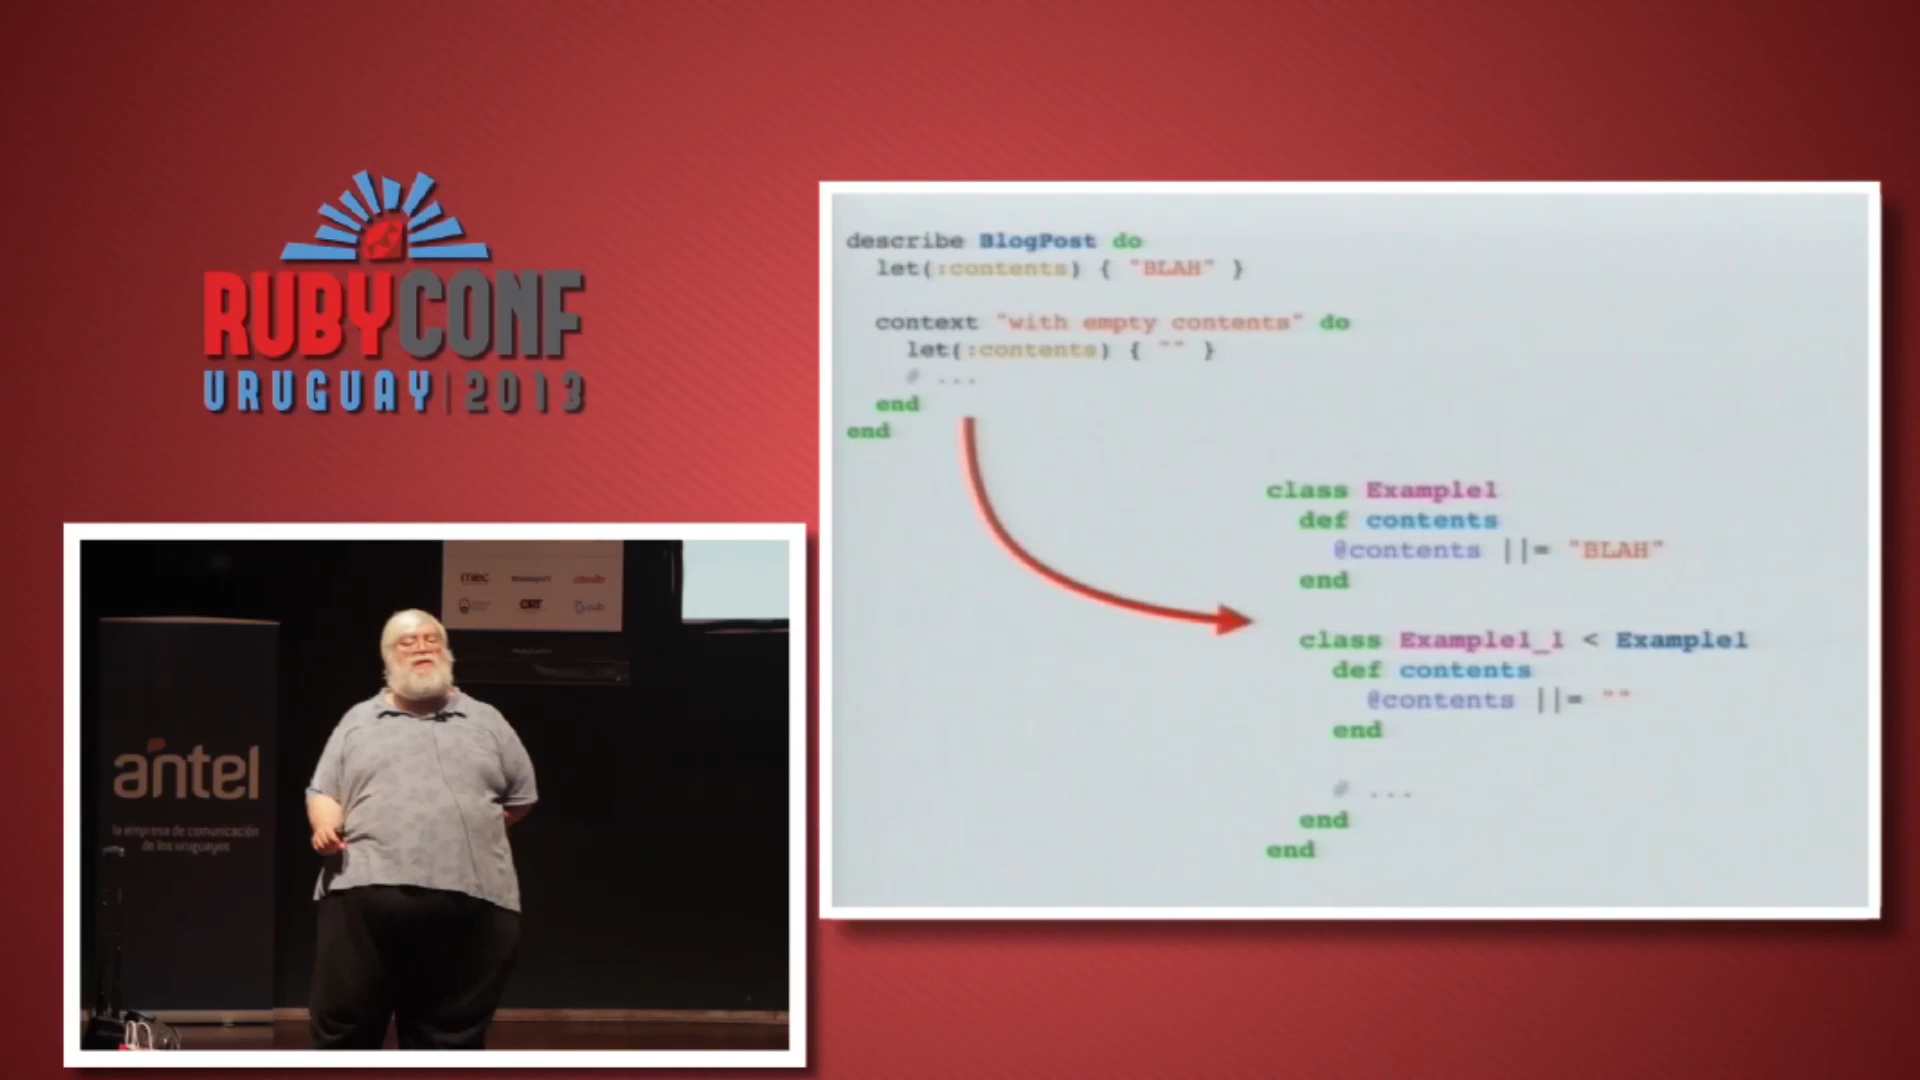 RUBYCONF
URUGUAY|2013
describe BlogPost do
let(:contents) { "BLAH" }
context "with empty contents" do
let(:contents) { "" }
# ...
end
end
class Example1
def contents
@contents ||= "BLAH"
end
class Example1_1 < Example1
def contents
@contents ||= ""
end
# ...
end
end
mec
ORT
antel
la empresa de comunicación
de los uruguayos